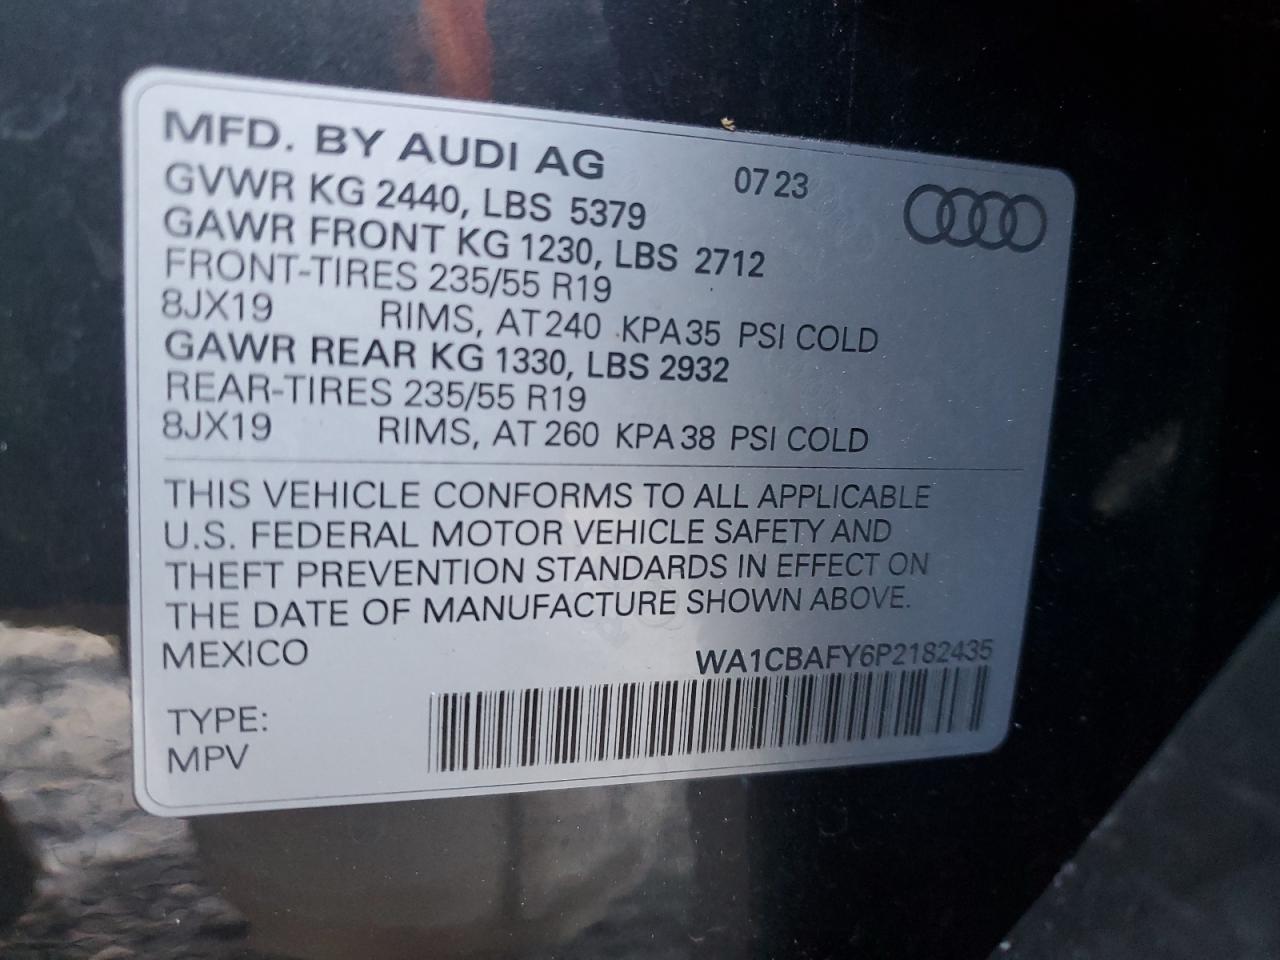 MFD. BY AUDI AG 07 23
GVWR KG 2440, LBS 5379
GAWR FRONT KG 1230, LBS 2712
FRONT-TIRES 235/55 R19
8JX19 RIMS, AT 240 KPA 35 PSI COLD
GAWR REAR KG 1330, LBS 2932
REAR-TIRES 235/55 R19
8JX19 RIMS, AT 260 KPA 38 PSI COLD
THIS VEHICLE CONFORMS TO ALL APPLICABLE
U.S. FEDERAL MOTOR VEHICLE SAFETY AND
THEFT PREVENTION STANDARDS IN EFFECT ON
THE DATE OF MANUFACTURE SHOWN ABOVE.
MEXICO WA1CBAFY6P2182435
TYPE:
MPV